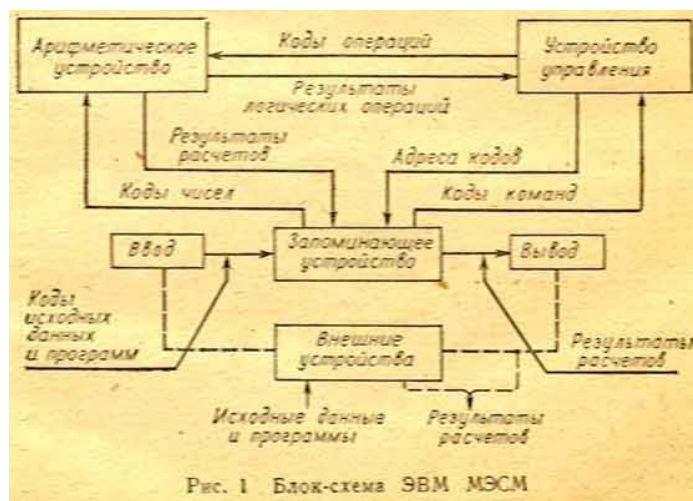 Арифметическое
устройство
Коды операций
Устройство
управления
Результаты
логических операций
Результаты
расчетов
Адреса кодов
Коды чисел
Коды команд
Ввод
Запоминающее
устройство
Вывод
Коды
исходных
данных
и программ
Внешние
устройства
Результаты
расчетов
Исходные данные
и программы
Результаты
расчетов
Рис. 1 Блок-схема ЭВМ МЭСМ